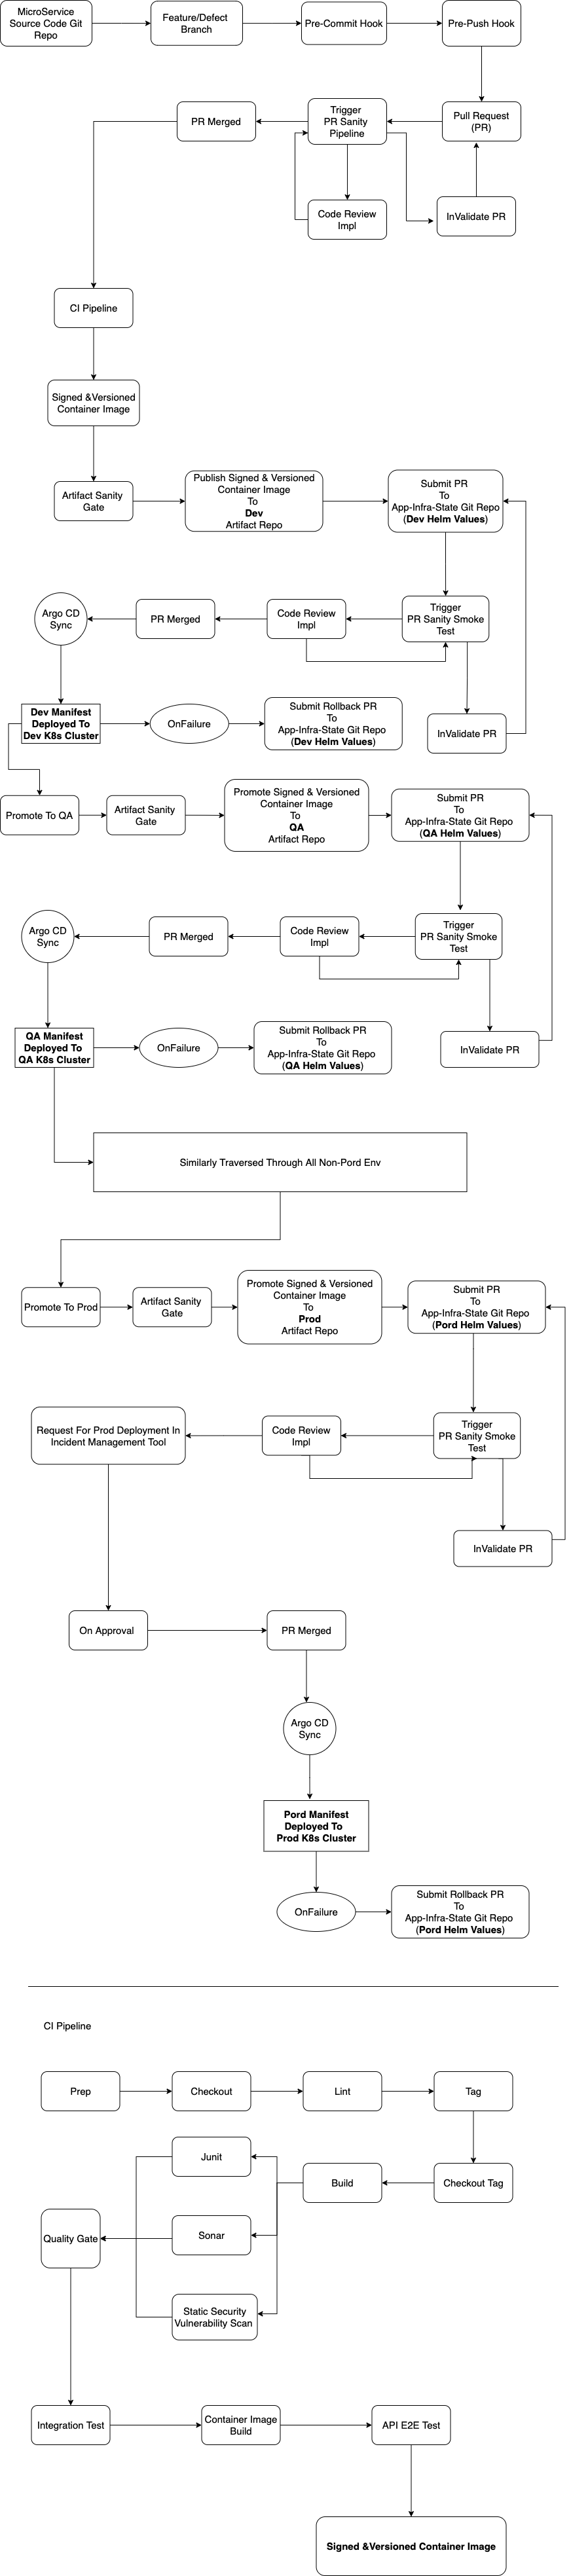 MicroService
Source Code Git
Repo
Feature/Defect
Branch
Pre-Commit Hook
Pre-Push Hook
PR Merged
Trigger
PR Sanity
Pipeline
Pull Request
(PR)
Code Review
Impl
InValidate PR
CI Pipeline
Signed &Versioned
Container Image
Artifact Sanity
Gate
Publish Signed & Versioned
Container Image
To
Dev
Artifact Repo
Submit PR
To
App-Infra-State Git Repo
(Dev Helm Values)
Argo CD
Sync
PR Merged
Code Review
Impl
Trigger
PR Sanity Smoke
Test
Dev Manifest
Deployed To
Dev K8s Cluster
OnFailure
Submit Rollback PR
To
App-Infra-State Git Repo
(Dev Helm Values)
InValidate PR
Promote To QA
Artifact Sanity
Gate
Promote Signed & Versioned
Container Image
To
QA
Artifact Repo
Submit PR
To
App-Infra-State Git Repo
(QA Helm Values)
Argo CD
Sync
PR Merged
Code Review
Impl
Trigger
PR Sanity Smoke
Test
QA Manifest
Deployed To
QA K8s Cluster
OnFailure
Submit Rollback PR
To
App-Infra-State Git Repo
(QA Helm Values)
InValidate PR
Similarly Traversed Through All Non-Pord Env
Promote To Prod
Artifact Sanity
Gate
Promote Signed & Versioned
Container Image
To
Prod
Artifact Repo
Submit PR
To
App-Infra-State Git Repo
(Pord Helm Values)
Request For Prod Deployment In
Incident Management Tool
Code Review
Impl
Trigger
PR Sanity Smoke
Test
InValidate PR
On Approval
PR Merged
Argo CD
Sync
Pord Manifest
Deployed To
Prod K8s Cluster
OnFailure
Submit Rollback PR
To
App-Infra-State Git Repo
(Pord Helm Values)
CI Pipeline
Prep
Checkout
Lint
Tag
Junit
Build
Checkout Tag
Quality Gate
Sonar
Static Security
Vulnerability Scan
Integration Test
Container Image
Build
API E2E Test
Signed &Versioned Container Image